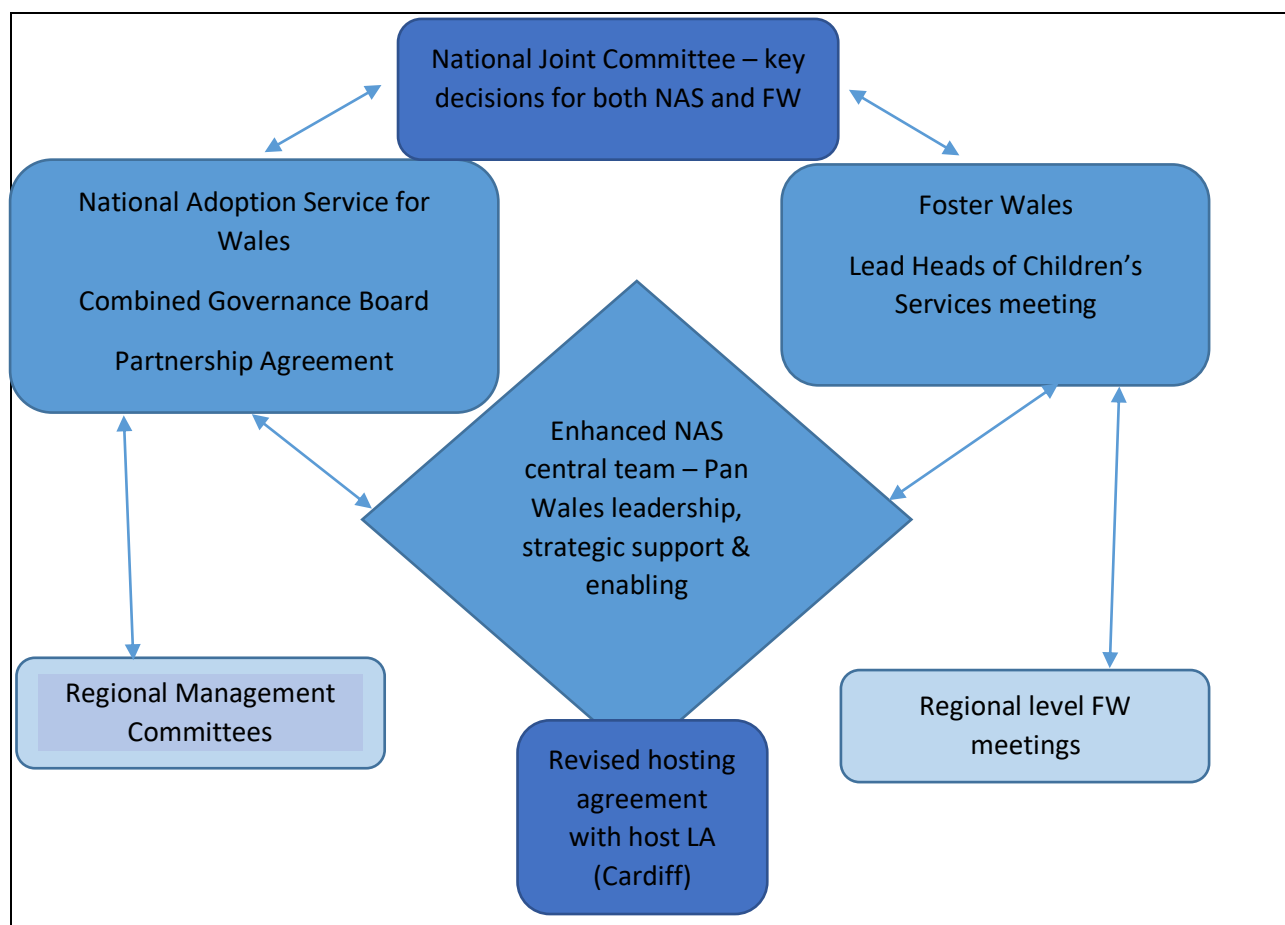 National Joint Committee – key
decisions for both NAS and FW
National Adoption Service for
Wales
Combined Governance Board
Partnership Agreement
Foster Wales
Lead Heads of Children’s
Services meeting
Enhanced NAS
central team – Pan
Wales leadership,
strategic support &
enabling
Regional Management
Committees
Regional level FW
meetings
Revised hosting
agreement
with host LA
(Cardiff)